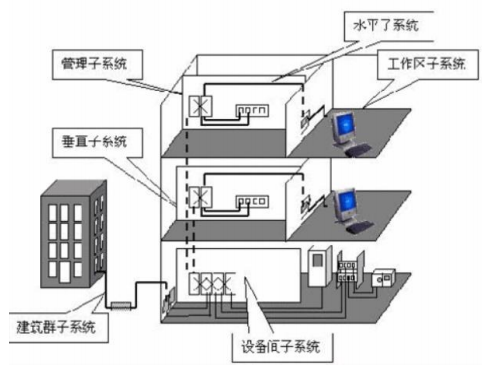 水平了系统
管理子系统
工作区子系统
垂直子系统
建筑群子系统
设备间子系统